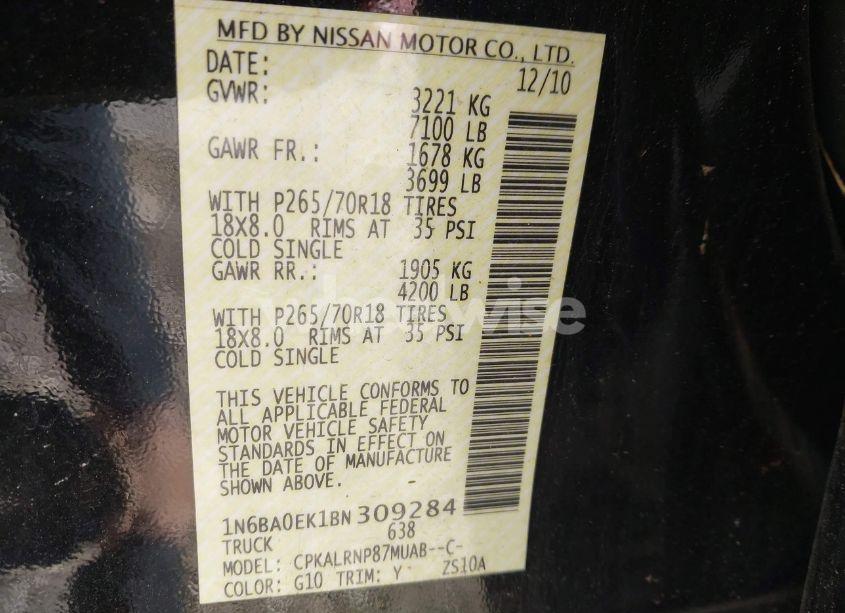 MFD BY NISSAN MOTOR CO., LTD.
DATE: 12/10
GVWR: 3221 KG
7100 LB
GAWR FR.: 1678 KG
3699 LB
WITH P265/70R18 TIRES
18X8.0 RIMS AT 35 PSI
COLD SINGLE
GAWR RR.: 1905 KG
4200 LB
WITH P265/70R18 TIRES
18X8.0 RIMS AT 35 PSI
COLD SINGLE
THIS VEHICLE CONFORMS TO
ALL APPLICABLE FEDERAL
MOTOR VEHICLE SAFETY
STANDARDS IN EFFECT ON
THE DATE OF MANUFACTURE
SHOWN ABOVE.
1N6BA0EK1BN309284
TRUCK 638
MODEL: CPKALRNP87MUAB--C-
COLOR: G10 TRIM: Y ZS10A